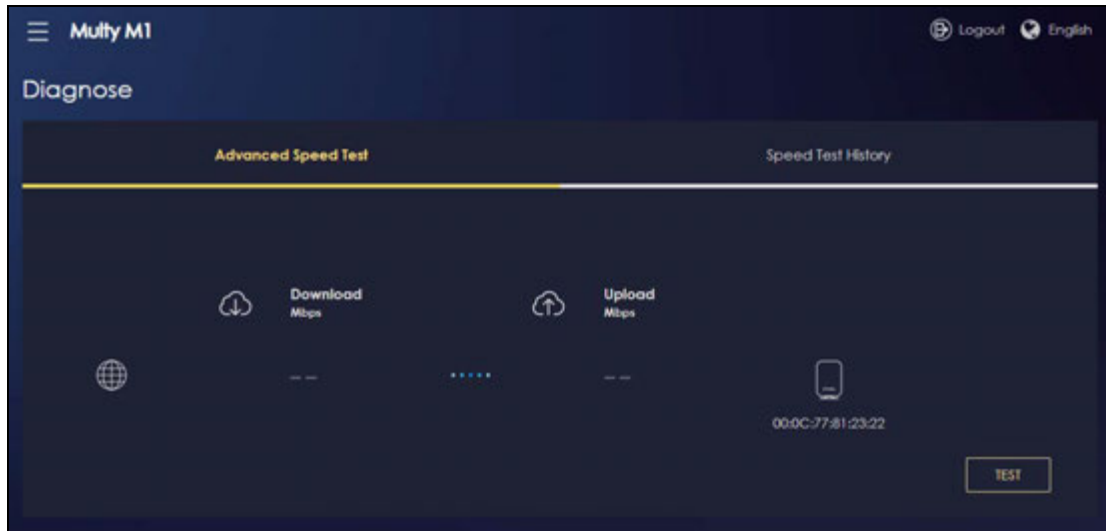 Multy M1
Logout English
Diagnose
Advanced Speed Test Speed Test History
Download Upload
Mbps Mbps
-- --
00:0C:77:81:23:22
TEST